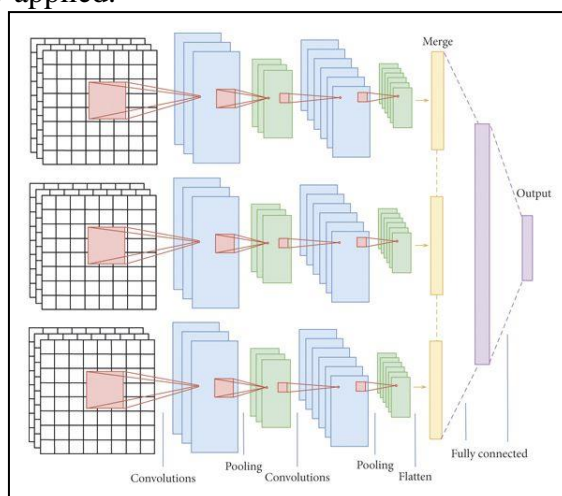 applied.
Merge
Output
Convolutions
Pooling
Convolutions
Pooling
Flatten
Fully connected